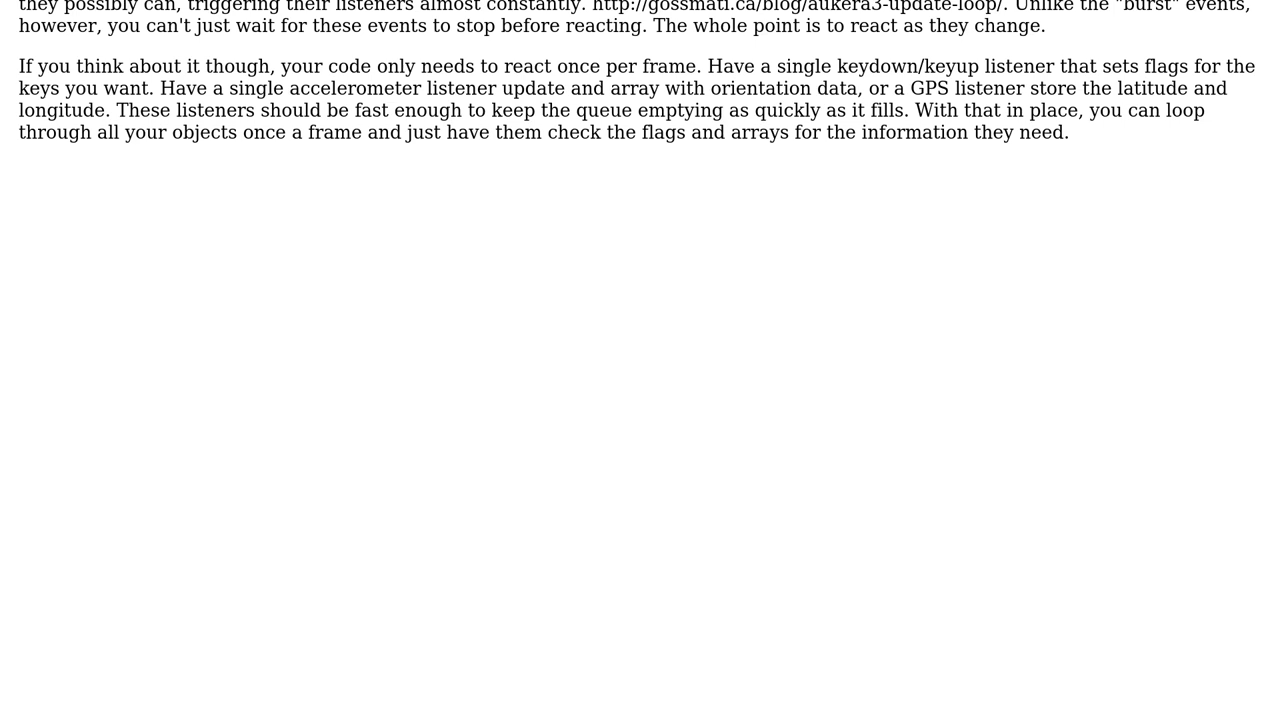 they possibly can, triggering their listeners almost constantly. http://gossmati.ca/blog/aukera3-update-loop/. Unlike the "burst" events,
however, you can't just wait for these events to stop before reacting. The whole point is to react as they change.
If you think about it though, your code only needs to react once per frame. Have a single keydown/keyup listener that sets flags for the
keys you want. Have a single accelerometer listener update and array with orientation data, or a GPS listener store the latitude and
longitude. These listeners should be fast enough to keep the queue emptying as quickly as it fills. With that in place, you can loop
through all your objects once a frame and just have them check the flags and arrays for the information they need.